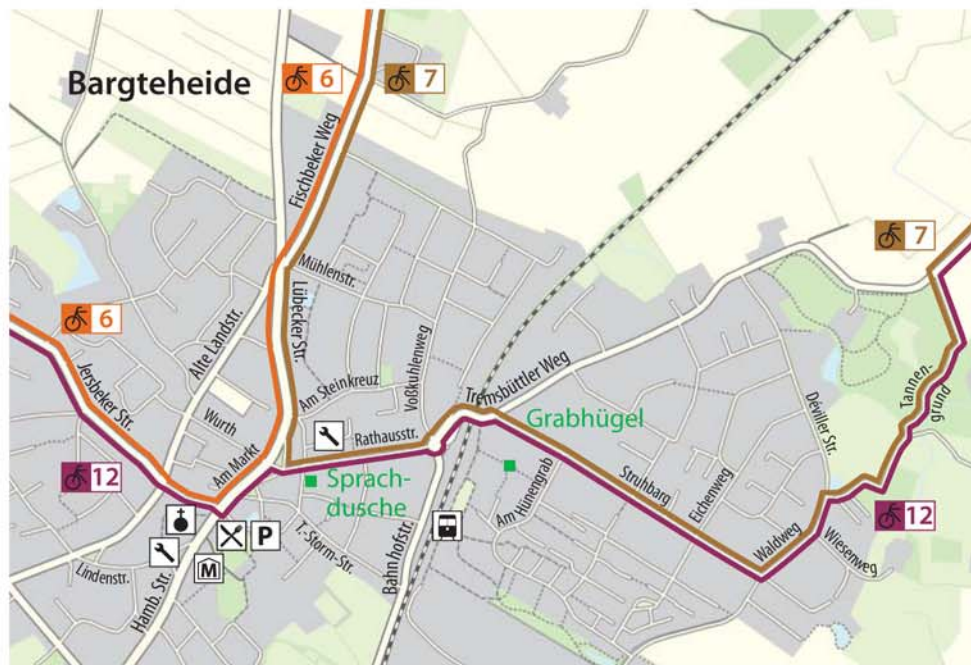 Bargteheide
6
7
Fischbeker Weg
7
Mühlenstr.
6
Lübecker Str.
Alte Landstr.
Jersbeker Str.
Am Steinkreuz
Voßkuhlenweg
Tremsbüttler Weg
Tannen-
grund
Déviller Str.
Wurth
Am Markt
Rathausstr.
Grabhügel
12
Sprach-
dusche
Struhbarg
Eichenweg
Am Hünengrab
12
P
T.-Storm-Str.
Waldweg
Wiesenweg
Lindenstr.
M
Hamb. Str.
Bahnhofstr.